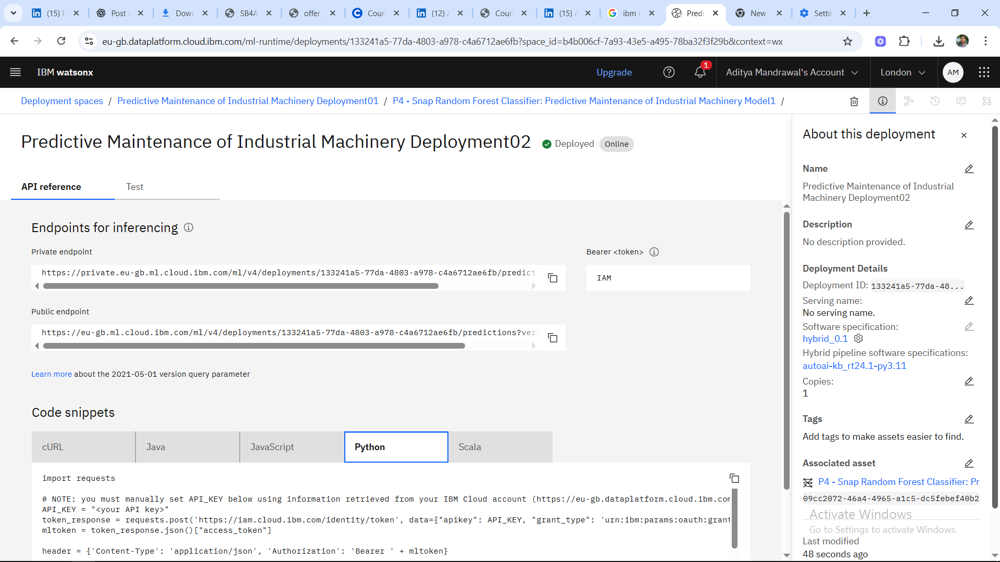 (15) F
Post i
Down
SB4A
offer_
Cours
(12) A
Cours
(15) A
ibm c
Predi
New
Settin
eu-gb.dataplatform.cloud.ibm.com/ml-runtime/deployments/133241a5-77da-4803-a978-c4a6712ae6fb?space_id=b4b006cf-7a93-43e5-a495-78ba32f3f29b&context=wx
IBM watsonx
Upgrade
1
Aditya Mandrawal's Account
London
AM
Deployment spaces / Predictive Maintenance of Industrial Machinery Deployment01 / P4 - Snap Random Forest Classifier: Predictive Maintenance of Industrial Machinery Model1 /
Predictive Maintenance of Industrial Machinery Deployment02
Deployed
Online
API reference
Test
Endpoints for inferencing
Private endpoint
https://private.eu-gb.ml.cloud.ibm.com/ml/v4/deployments/133241a5-77da-4803-a978-c4a6712ae6fb/predicti
Bearer <token>
IAM
Public endpoint
https://eu-gb.ml.cloud.ibm.com/ml/v4/deployments/133241a5-77da-4803-a978-c4a6712ae6fb/predictions?vers
Learn more about the 2021-05-01 version query parameter
Code snippets
cURL
Java
JavaScript
Python
Scala
import requests
# NOTE: you must manually set API_KEY below using information retrieved from your IBM Cloud account (https://eu-gb.dataplatform.cloud.ibm.com
API_KEY = "<your API key>"
token_response = requests.post('https://iam.cloud.ibm.com/identity/token', data={"apikey": API_KEY, "grant_type": 'urn:ibm:params:oauth:grant
mltoken = token_response.json()["access_token"]
header = {'Content-Type': 'application/json', 'Authorization': 'Bearer ' + mltoken}
About this deployment
Name
Predictive Maintenance of Industrial
Machinery Deployment02
Description
No description provided.
Deployment Details
Deployment ID: 133241a5-77da-48...
Serving name:
No serving name.
Software specification:
hybrid_0.1
Hybrid pipeline software specifications:
autoai-kb_rt24.1-py3.11
Copies:
1
Tags
Add tags to make assets easier to find.
Associated asset
P4 - Snap Random Forest Classifier: Pr
09cc2072-46a4-4965-a1c5-dc5febef40b2
Activate Windows
Go to Settings to activate Windows.
Last modified
48 seconds ago